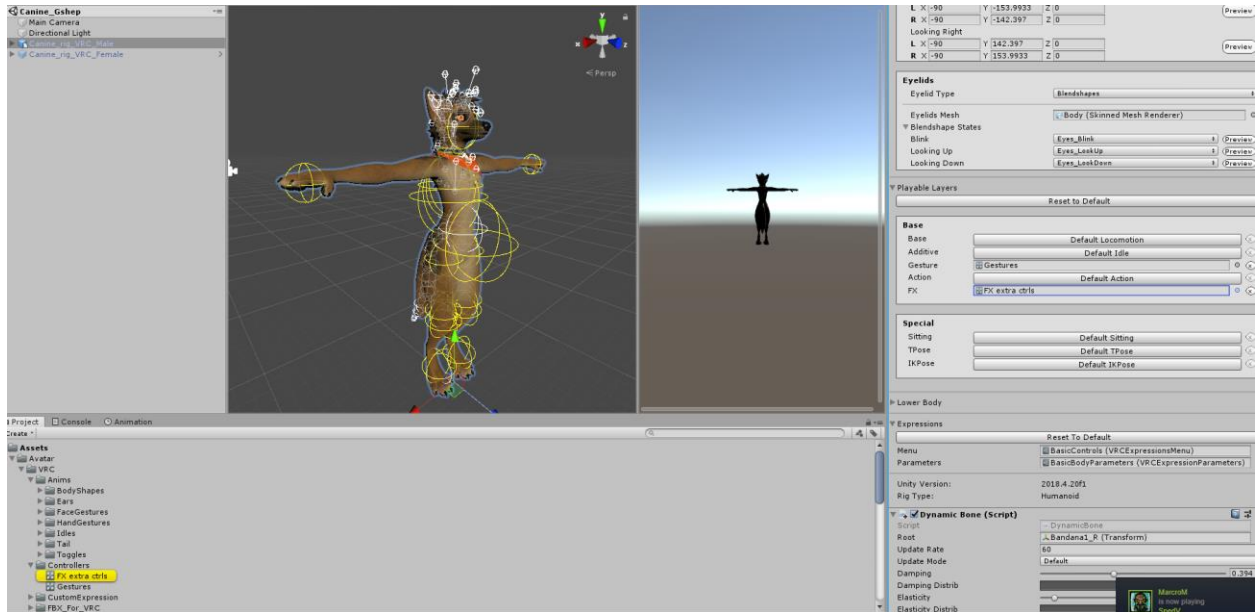 Canine_Gshep
Main Camera
Directional Light
Canine_rig_VRC_Male
Canine_rig_VRC_Female
x
z
Persp
L X -90 Y -153.9933 Z 0
R X -90 Y -142.397 Z 0
Preview
Looking Right
L X -90 Y 142.397 Z 0
R X -90 Y 153.9933 Z 0
Preview
Eyelids
Eyelid Type Blendshapes
Eyelids Mesh Body (Skinned Mesh Renderer)
Blendshape States
Blink Eyes_Blink Preview
Looking Up Eyes_LookUp Preview
Looking Down Eyes_LookDown Preview
Playable Layers
Reset to Default
Base
Base Default Locomotion
Additive Default Idle
Gesture Gestures
Action Default Action
FX FX extra ctrls
Special
Sitting Default Sitting
TPose Default TPose
IKPose Default IKPose
Lower Body
Expressions
Reset To Default
Menu BasicControls (VRCExpressionsMenu)
Parameters BasicBodyParameters (VRCExpressionParameters)
Unity Version: 2018.4.20f1
Rig Type: Humanoid
Dynamic Bone (Script)
Script DynamicBone
Root Bandana1_R (Transform)
Update Rate 60
Update Mode Default
Damping 0.394
Damping Distrib
Elasticity
Elasticity Distrib
MarcroM
is now playing
Project Console Animation
Create
Assets
Avatar
VRC
Anims
BodyShapes
Ears
FaceGestures
HandGestures
Idles
Tail
Toggles
Controllers
FX extra ctrls
Gestures
CustomExpression
FBX_For_VRC